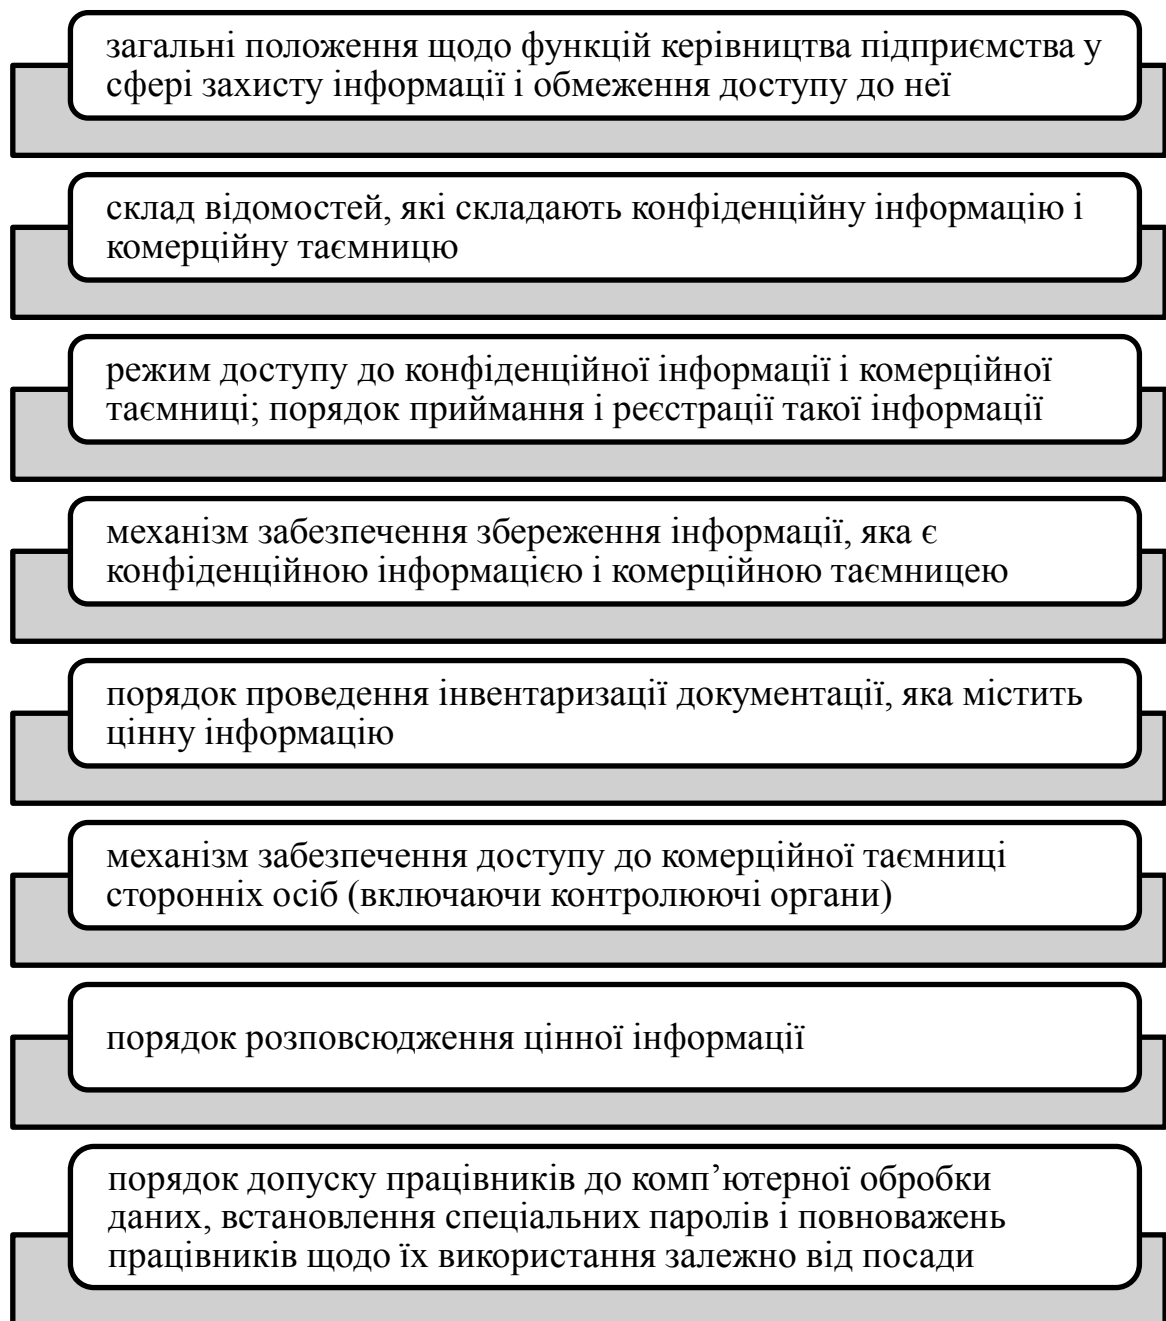 загальні положення щодо функцій керівництва підприємства у
сфері захисту інформації і обмеження доступу до неї
склад відомостей, які складають конфіденційну інформацію і
комерційну таємницю
режим доступу до конфіденційної інформації і комерційної
таємниці; порядок приймання і реєстрації такої інформації
механізм забезпечення збереження інформації, яка є
конфіденційною інформацією і комерційною таємницею
порядок проведення інвентаризації документації, яка містить
цінну інформацію
механізм забезпечення доступу до комерційної таємниці
сторонніх осіб (включаючи контролюючі органи)
порядок розповсюдження цінної інформації
порядок допуску працівників до комп’ютерної обробки
даних, встановлення спеціальних паролів і повноважень
працівників щодо їх використання залежно від посади